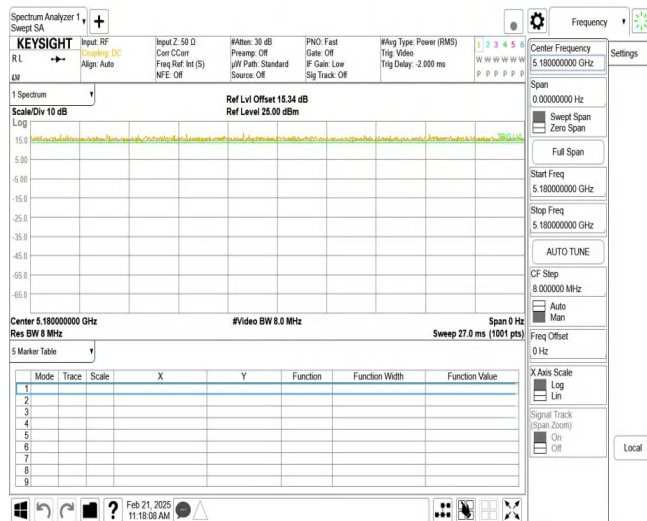 Spectrum Analyzer 1
Swept SA
Frequency
KEYSIGHT
RL
Input: RF
Coupling: DC
Align: Auto
Input Z: 50 Ω
Corr CCorr
Freq Ref: Int (S)
NFE: Off
#Atten: 30 dB
Preamp: Off
µW Path: Standard
Source: Off
PNO: Fast
Gate: Off
IF Gain: Low
Sig Track: Off
#Avg Type: Power (RMS)
Trig: Video
Trig Delay: -2.000 ms
1 2 3 4 5 6
W W W W W W
P P P P P P
1 Spectrum
Scale/Div 10 dB
Ref Lvl Offset 15.34 dB
Ref Level 25.00 dBm
Log
15.0
5.00
-5.00
-15.0
-25.0
-35.0
-45.0
-55.0
-65.0
Center 5.180000000 GHz
#Video BW 8.0 MHz
Span 0 Hz
Res BW 8 MHz
Sweep 27.0 ms (1001 pts)
5 Marker Table
Mode Trace Scale X Y Function Function Width Function Value
1
2
3
4
5
6
7
8
9
Feb 21, 2025
11:18:08 AM
Center Frequency
5.180000000 GHz
Span
0.00000000 Hz
Swept Span
Zero Span
Full Span
Start Freq
5.180000000 GHz
Stop Freq
5.180000000 GHz
AUTO TUNE
CF Step
8.000000 MHz
Auto
Man
Freq Offset
0 Hz
X Axis Scale
Log
Lin
Signal Track
(Span Zoom)
On
Off
Settings
Local